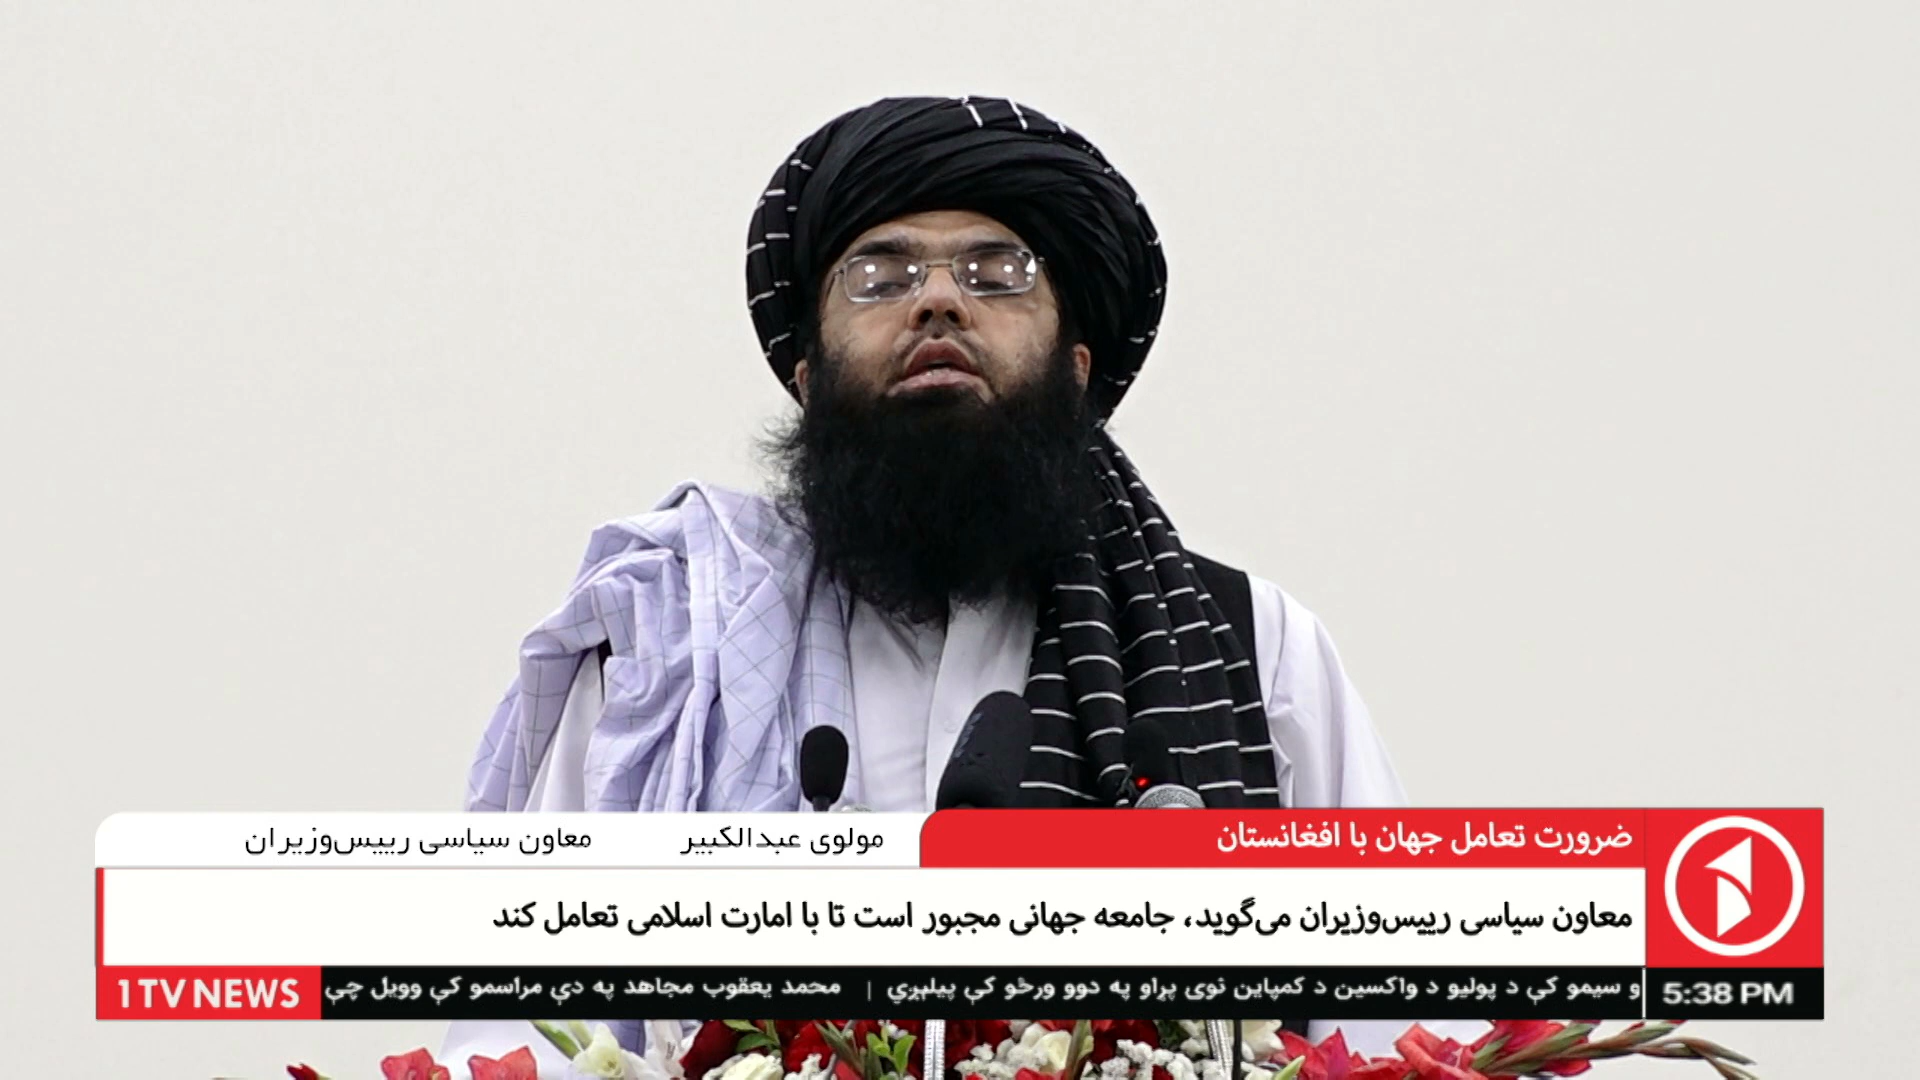 ضرورت تعامل جهان با افغانستان
مولوی عبدالکبیر
معاون سیاسی رییس‌وزیران
معاون سیاسی رییس‌وزیران می‌گوید، جامعه جهانی مجبور است تا با امارت اسلامی تعامل کند
5:38 PM
و سیمو کې د پولیو د واکسین د کمپاین نوی پړاو په دوو ورځو کې پیلېږي | محمد یعقوب مجاهد په دې مراسمو کې وویل چې
1TV NEWS